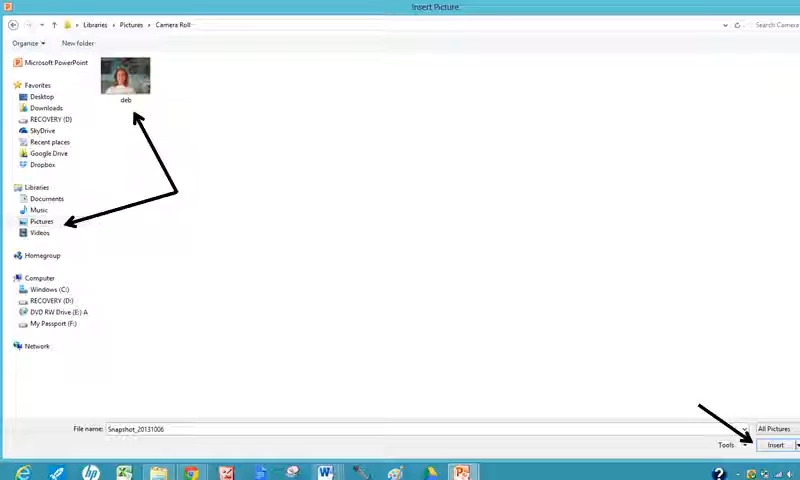 Insert Picture
Libraries Pictures Camera Roll
Search Camera
Organize New folder
Microsoft PowerPoint
Favorites
Desktop
Downloads
RECOVERY (D)
SkyDrive
Recent places
Google Drive
Dropbox
Libraries
Documents
Music
Pictures
Videos
Homegroup
Computer
Windows (C:)
RECOVERY (D:)
DVD RW Drive (E:) A
My Passport (F:)
Network
deb
File name: Snapshot_20131006 All Pictures
Tools Insert